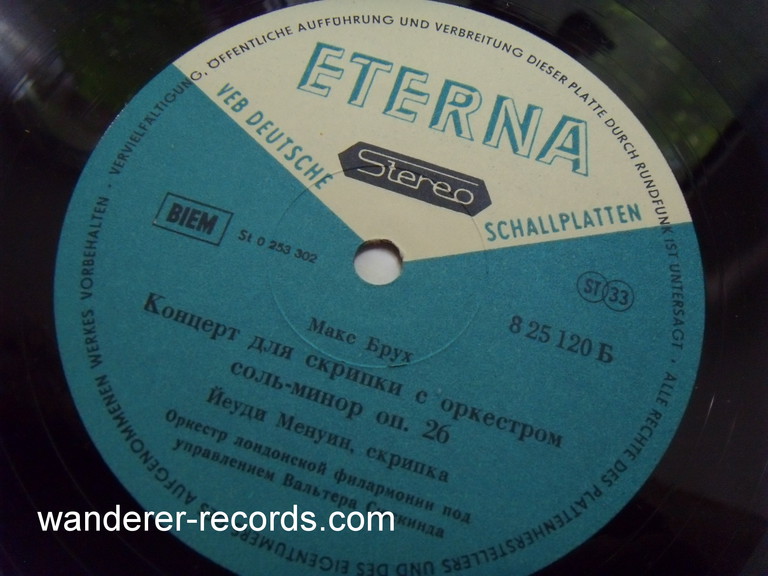 VERVIELFÄLTIGUNG, ÖFFENTLICHE AUFFÜHRUNG UND VERBREITUNG DIESER PLATTE DURCH RUNDFUNK IST UNTERSAGT · ALLE RECHTE DES PLATTENHERSTELLERS UND DES EIGENTÜMERS DES AUFGENOMMENEN WERKES VORBEHALTEN ·
ETERNA
VEB DEUTSCHE
SCHALLPLATTEN
Stereo
BIEM
St 0 253 302
ST 33
8 25 120 Б
Макс Брух
Концерт для скрипки с оркестром
соль-минор оп. 26
Йеуди Менуин, скрипка
Оркестр лондонской филармонии под
управлением Вальтера
wanderer-records.com